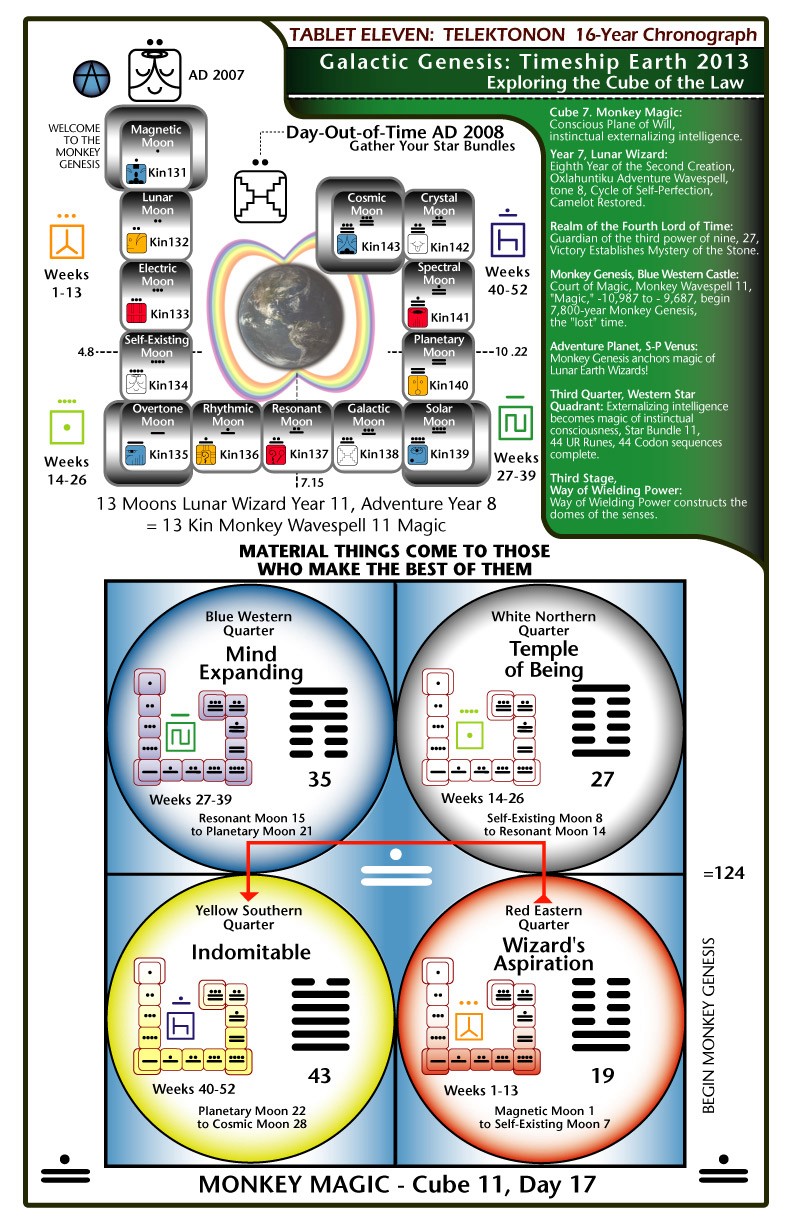 TABLET ELEVEN: TELEKTONON 16-Year Chronograph
Galactic Genesis: Timeship Earth 2013
Exploring the Cube of the Law
AD 2007
WELCOME
TO THE
MONKEY
GENESIS
Magnetic
Moon
Kin131
Lunar
Moon
Kin132
Electric
Moon
Kin133
Self-Existing
Moon
Kin134
4.8
Overtone
Moon
Kin135
Rhythmic
Moon
Kin136
Resonant
Moon
Kin137
7.15
Galactic
Moon
Kin138
Solar
Moon
Kin139
Planetary
Moon
Kin140
10 .22
Spectral
Moon
Kin141
Crystal
Moon
Kin142
Cosmic
Moon
Kin143
Day-Out-of-Time AD 2008
Gather Your Star Bundles
Weeks
1-13
Weeks
14-26
Weeks
40-52
Weeks
27-39
13 Moons Lunar Wizard Year 11, Adventure Year 8
= 13 Kin Monkey Wavespell 11 Magic
Cube 7. Monkey Magic:
Conscious Plane of Will,
instinctual externalizing intelligence.
Year 7, Lunar Wizard:
Eighth Year of the Second Creation,
Oxlahuntiku Adventure Wavespell,
tone 8, Cycle of Self-Perfection,
Camelot Restored.
Realm of the Fourth Lord of Time:
Guardian of the third power of nine, 27,
Victory Establishes Mystery of the Stone.
Monkey Genesis, Blue Western Castle:
Court of Magic, Monkey Wavespell 11,
"Magic," -10,987 to - 9,687, begin
7,800-year Monkey Genesis,
the "lost" time.
Adventure Planet, S-P Venus:
Monkey Genesis anchors magic of
Lunar Earth Wizards!
Third Quarter, Western Star
Quadrant: Externalizing intelligence
becomes magic of instinctual
consciousness, Star Bundle 11,
44 UR Runes, 44 Codon sequences
complete.
Third Stage,
Way of Wielding Power:
Way of Wielding Power constructs the
domes of the senses.
MATERIAL THINGS COME TO THOSE
WHO MAKE THE BEST OF THEM
Blue Western
Quarter
Mind
Expanding
35
Weeks 27-39
Resonant Moon 15
to Planetary Moon 21
White Northern
Quarter
Temple
of Being
27
Weeks 14-26
Self-Existing Moon 8
to Resonant Moon 14
=124
Yellow Southern
Quarter
Indomitable
43
Weeks 40-52
Planetary Moon 22
to Cosmic Moon 28
Red Eastern
Quarter
Wizard's
Aspiration
19
Weeks 1-13
Magnetic Moon 1
to Self-Existing Moon 7
BEGIN MONKEY GENESIS
MONKEY MAGIC - Cube 11, Day 17